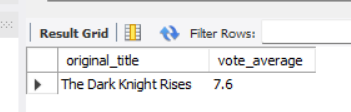 Result Grid Filter Rows:
original_title vote_average
The Dark Knight Rises 7.6